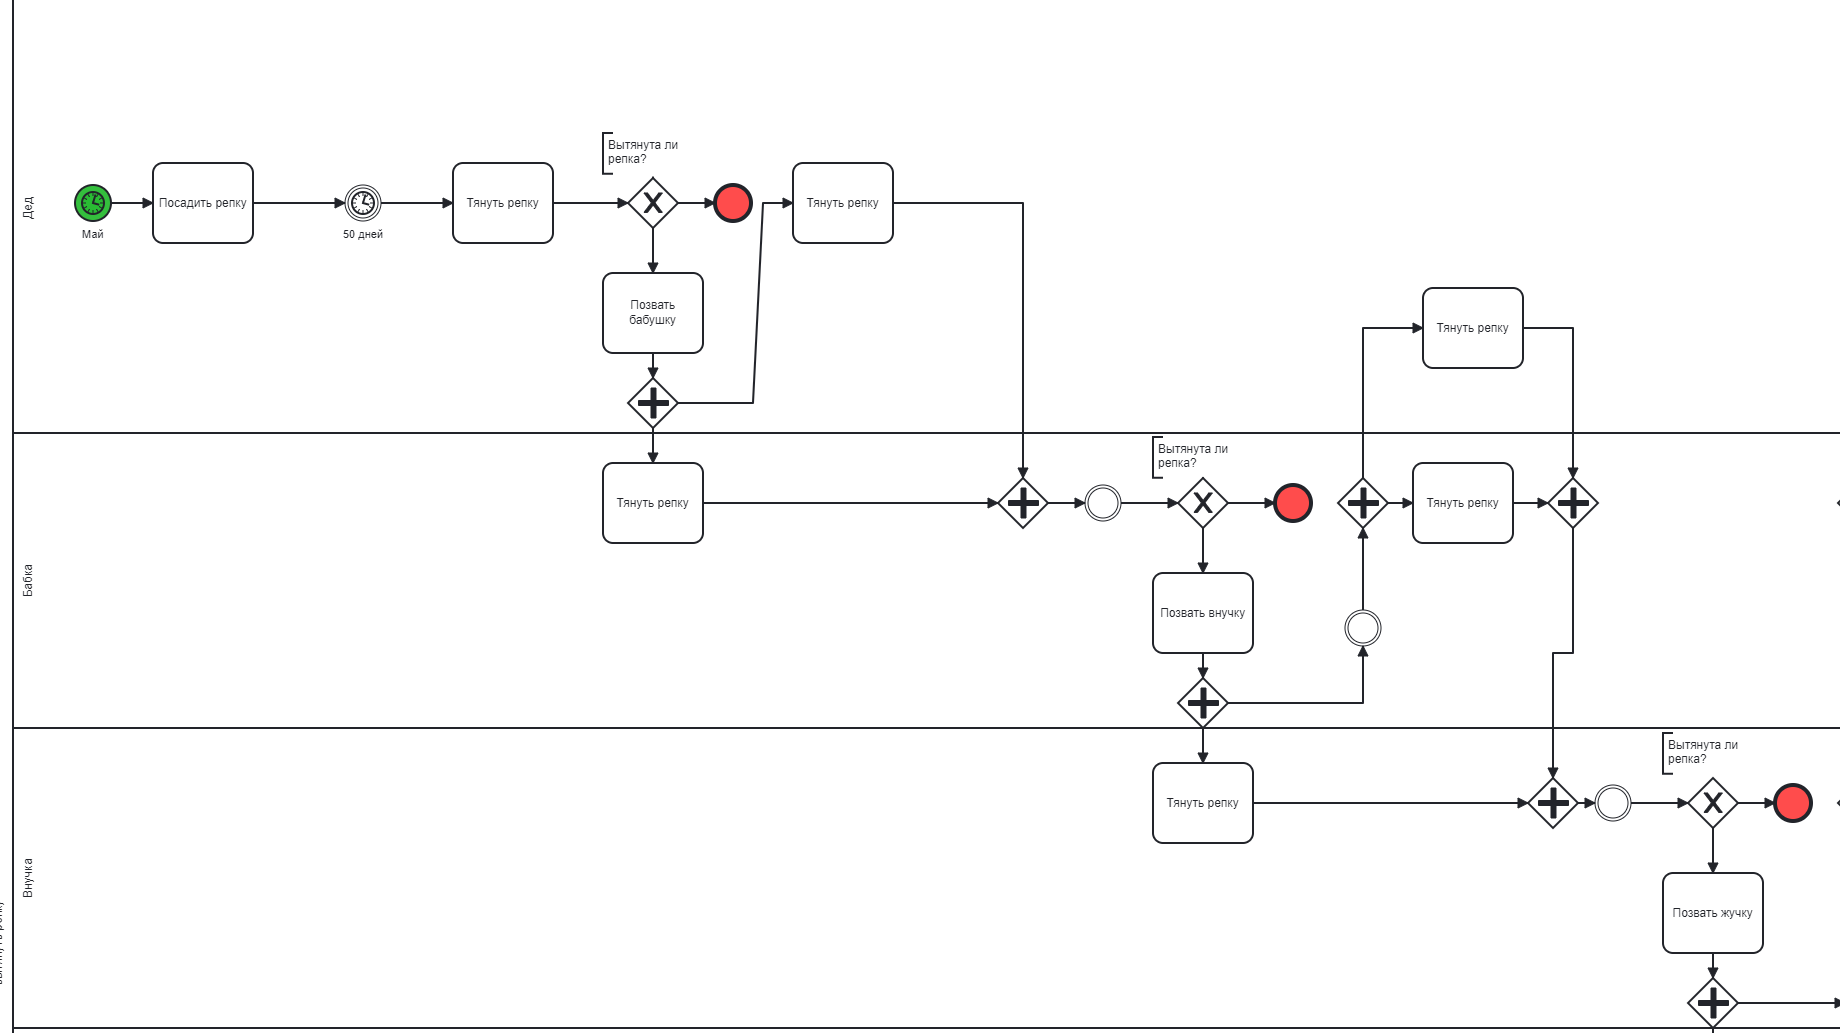 Вытянута ли
репка?
Дед
Посадить репку
Тянуть репку
Тянуть репку
Май
50 дней
Позвать
бабушку
Тянуть репку
Вытянута ли
репка?
Тянуть репку
Тянуть репку
Бабка
Позвать внучку
Вытянута ли
репка?
Тянуть репку
Внучка
Позвать жучку